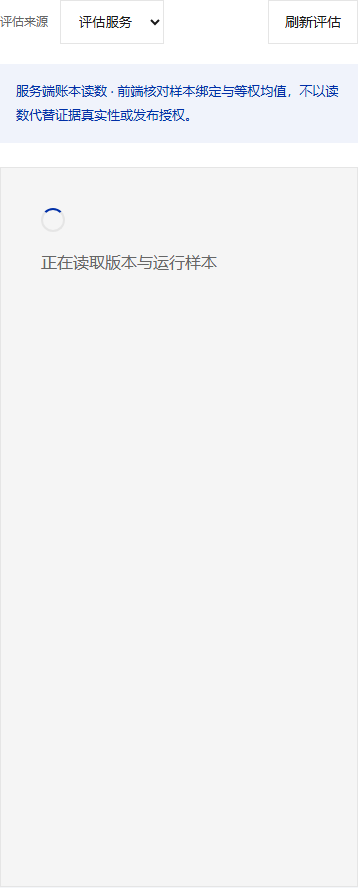 评估来源 评估服务 刷新评估
服务端账本读数 · 前端核对样本绑定与等权均值，不以读
数代替证据真实性或发布授权。
正在读取版本与运行样本